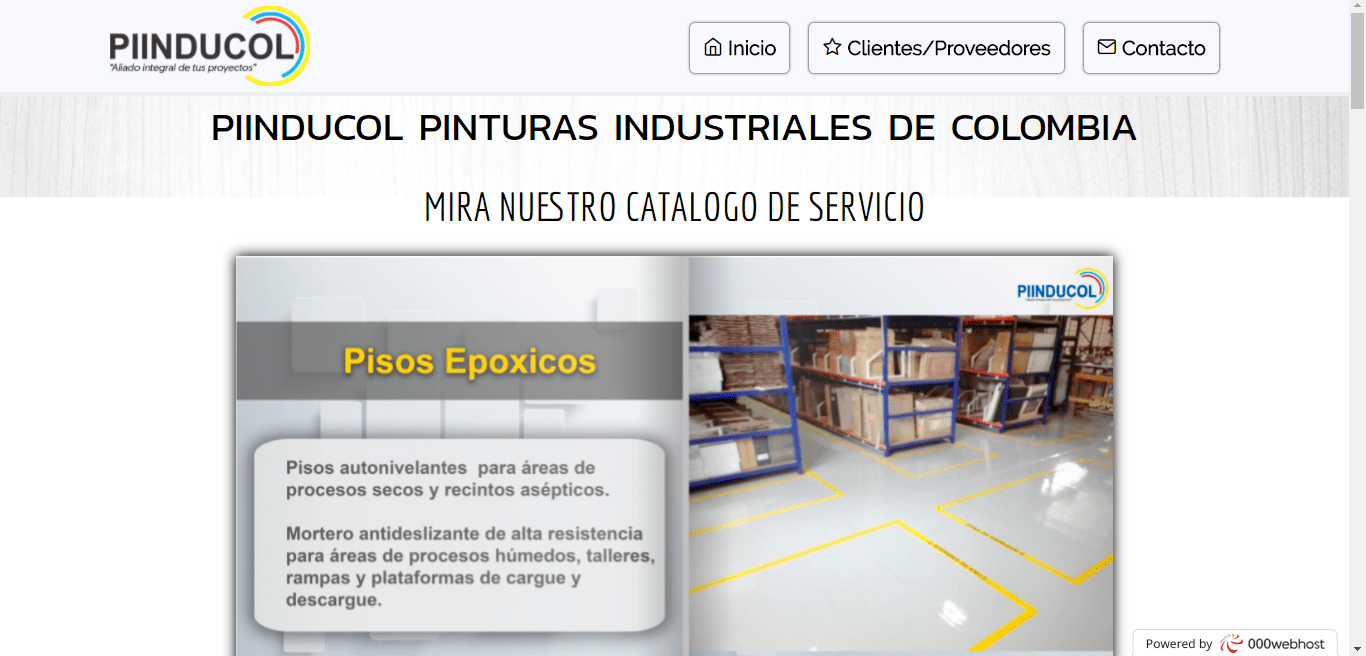 PIINDUCOL
"Aliado integral de tus proyectos"
Inicio
Clientes/Proveedores
Contacto
PIINDUCOL PINTURAS INDUSTRIALES DE COLOMBIA
MIRA NUESTRO CATALOGO DE SERVICIO
PIINDUCOL
Pisos Epoxicos
Pisos autonivelantes para áreas de
procesos secos y recintos asépticos.
Mortero antideslizante de alta resistencia
para áreas de procesos húmedos, talleres,
rampas y plataformas de cargue y
descargue.
Powered by 000webhost